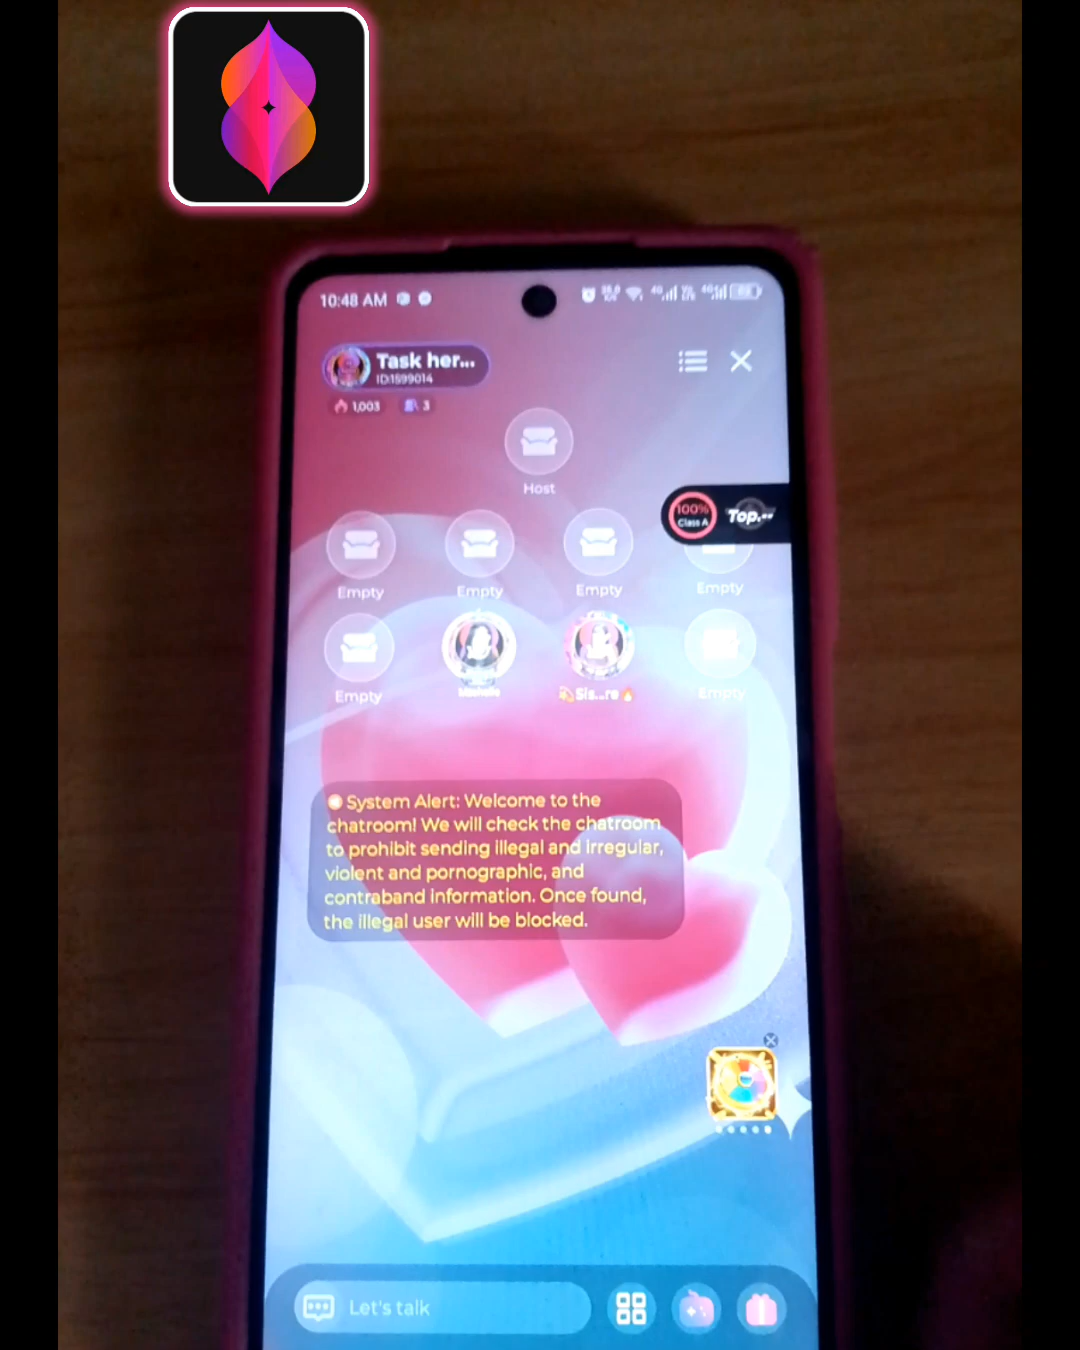 10:48 AM
Task her...
ID:1599014
1,003
3
Host
100%
Class A
Top.--
Empty
Empty
Empty
Empty
Empty
Sis...re
Empty
System Alert: Welcome to the
chatroom! We will check the chatroom
to prohibit sending illegal and irregular,
violent and pornographic, and
contraband information. Once found,
the illegal user will be blocked.
Let's talk